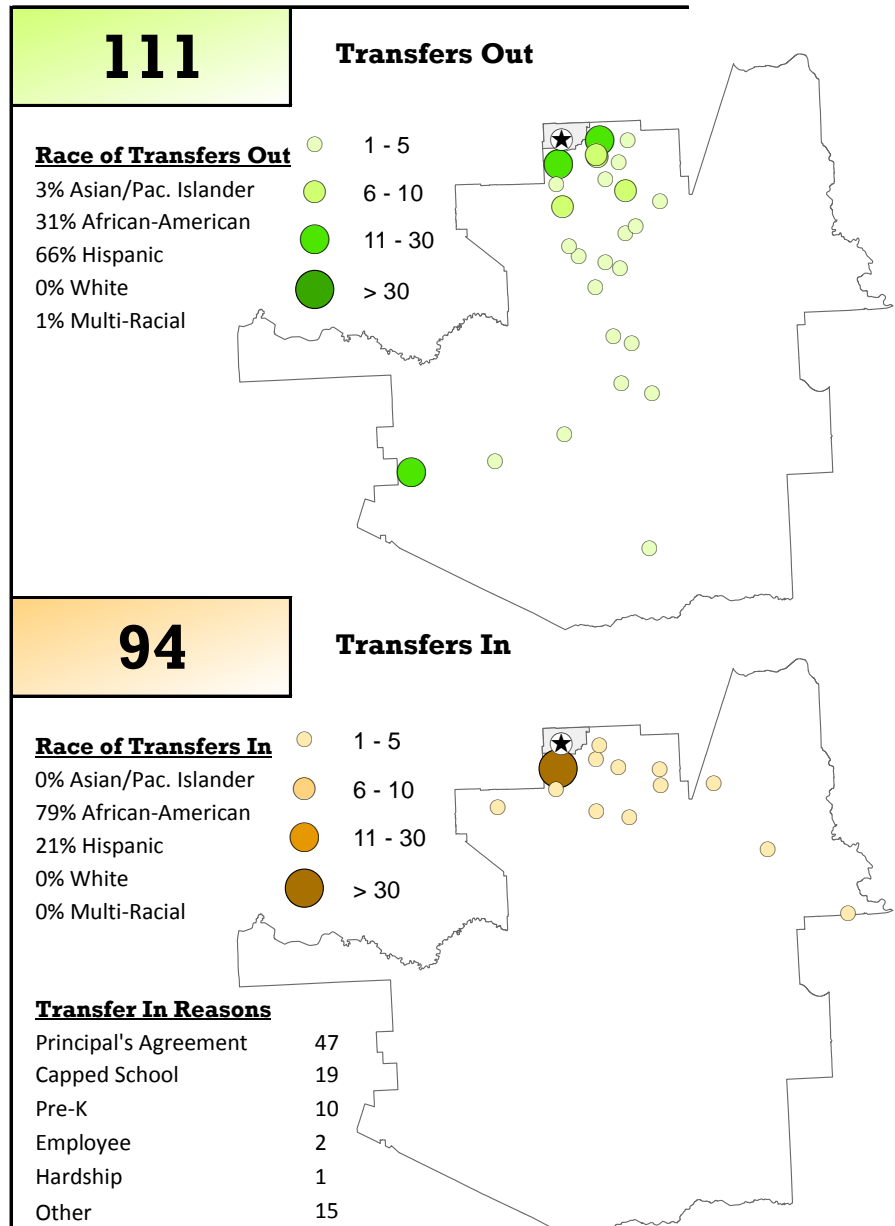 111
Transfers Out
Race of Transfers Out
3% Asian/Pac. Islander
31% African-American
66% Hispanic
0% White
1% Multi-Racial
1 - 5
6 - 10
11 - 30
> 30
94
Transfers In
Race of Transfers In
0% Asian/Pac. Islander
79% African-American
21% Hispanic
0% White
0% Multi-Racial
1 - 5
6 - 10
11 - 30
> 30
Transfer In Reasons
Principal's Agreement 47
Capped School 19
Pre-K 10
Employee 2
Hardship 1
Other 15